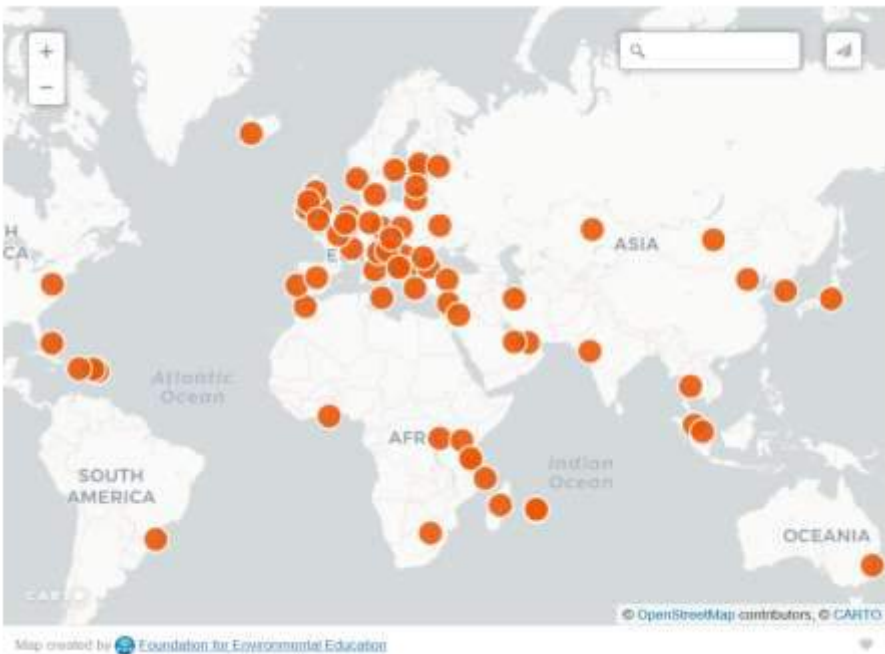 +
−
H
CA
E
ASIA
Atlantic
Ocean
AFR
Indian
Ocean
SOUTH
AMERICA
OCEANIA
CARTO
© OpenStreetMap contributors, © CARTO
Map created by Foundation for Environmental Education